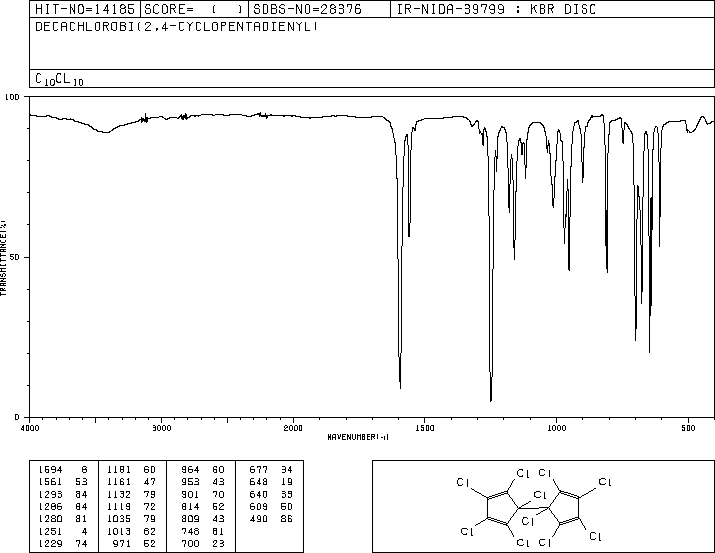 HIT-NO=14185 SCORE= ( ) SDBS-NO=28376 IR-NIDA-39799 : KBR DISC
DECACHLOROBI(2,4-CYCLOPENTADIENYL)
C10CL10
100
50
0
TRANSMITTANCE(%)
4000 3000 2000 1500 1000 500
WAVENUMBER(-1)
1594 6 1181 60 964 60 677 34
1561 53 1161 47 953 43 648 19
1293 84 1132 79 901 70 640 39
1286 84 1119 72 814 62 609 50
1280 81 1035 79 809 43 490 86
1251 4 1013 62 746 81
1229 74 971 52 700 23
Cl Cl Cl Cl Cl
Cl Cl Cl Cl Cl